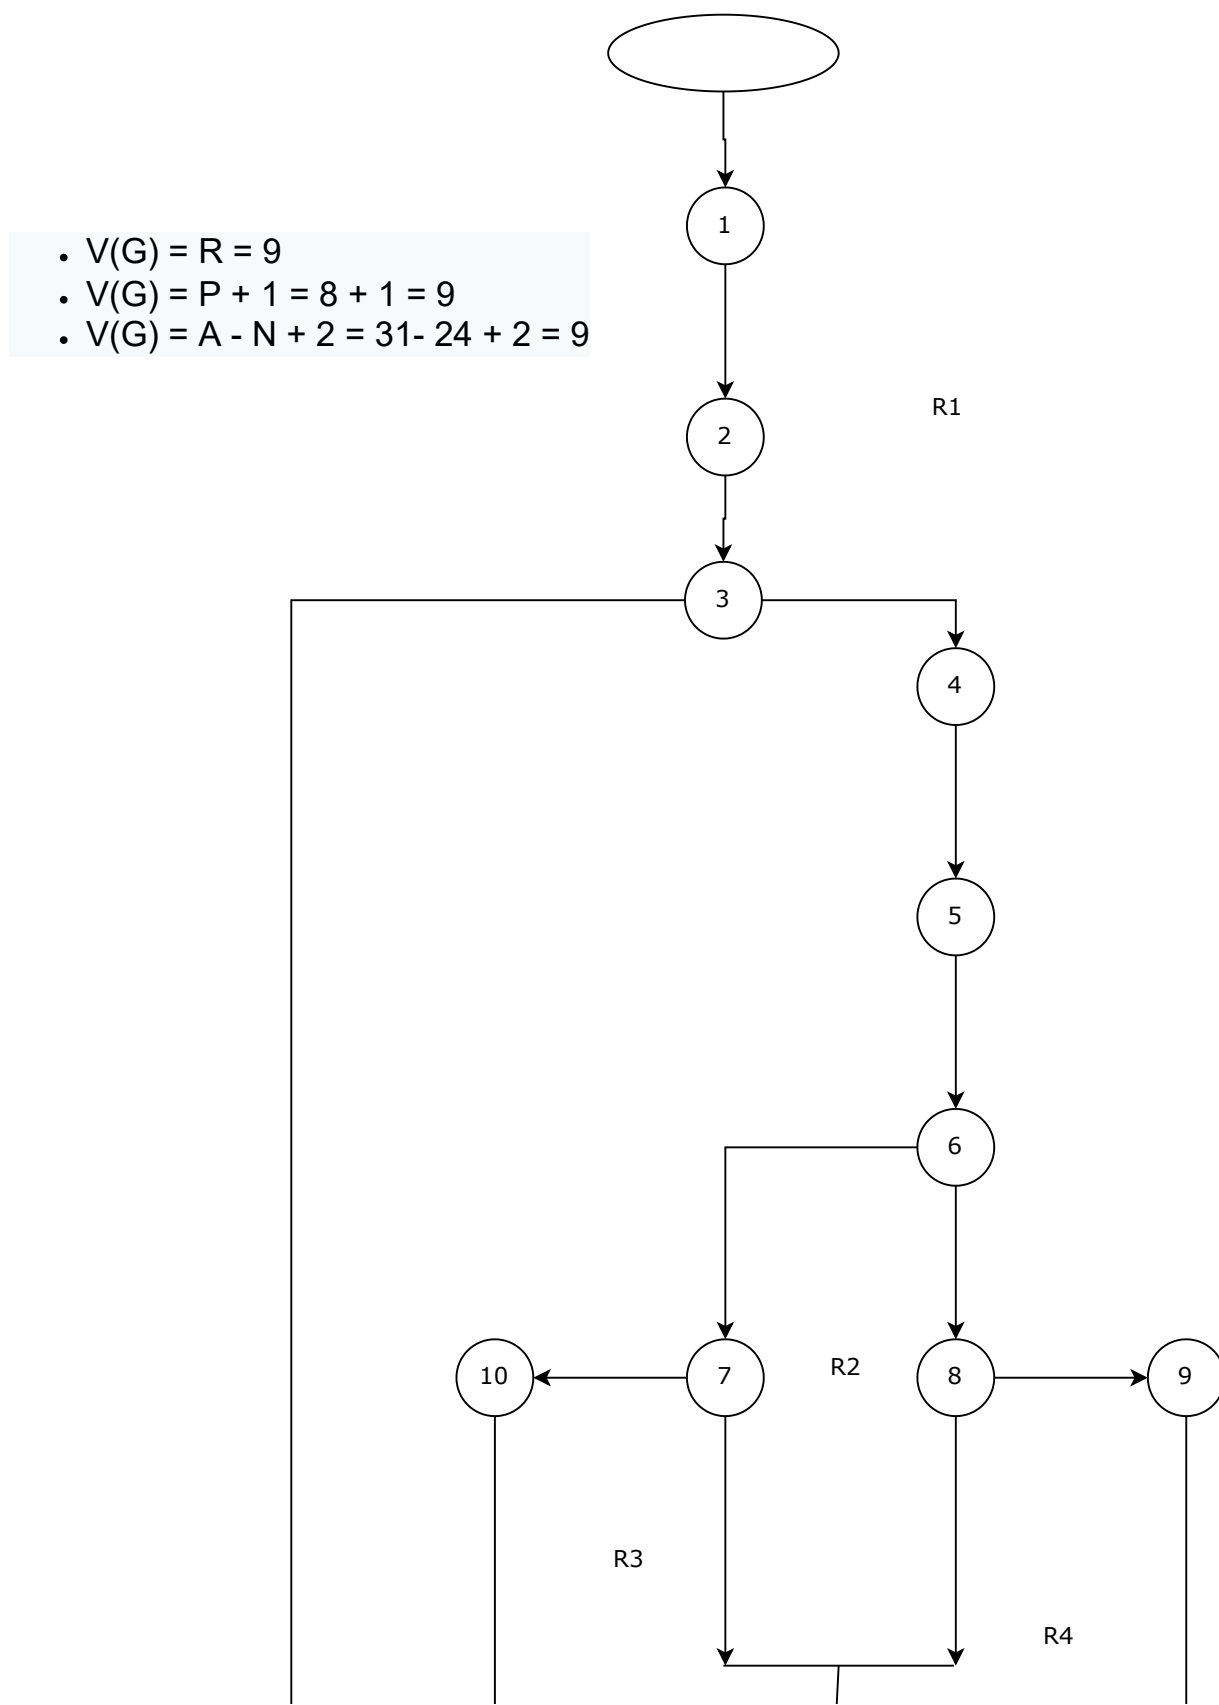 1
• V(G) = R = 9
• V(G) = P + 1 = 8 + 1 = 9
• V(G) = A - N + 2 = 31- 24 + 2 = 9
R1
2
3
4
5
6
10
7
R2
8
9
R3
R4